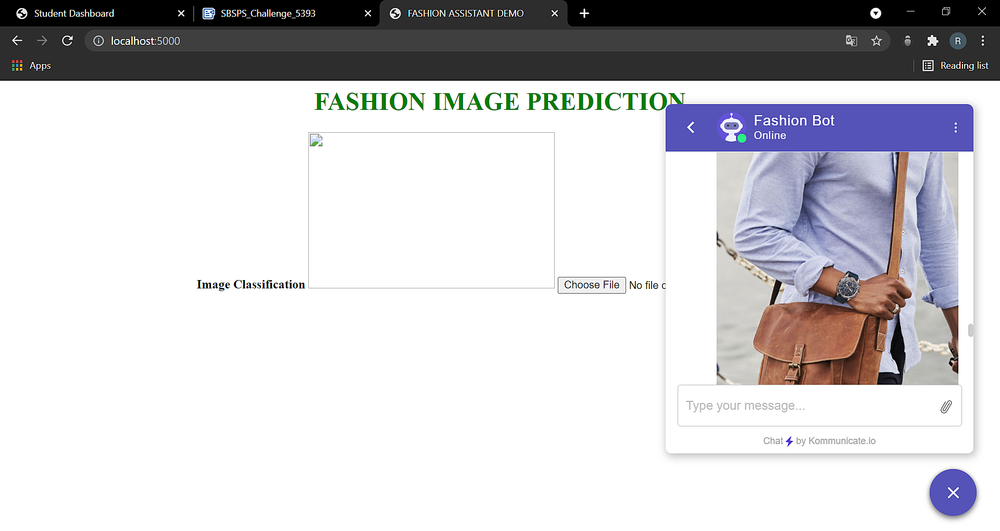 Student Dashboard
SBSPS_Challenge_5393
FASHION ASSISTANT DEMO
localhost:5000
R
Apps
Reading list
FASHION IMAGE PREDICTION
Fashion Bot
Online
Image Classification
Choose File
No file c
Type your message...
Chat by Kommunicate.io